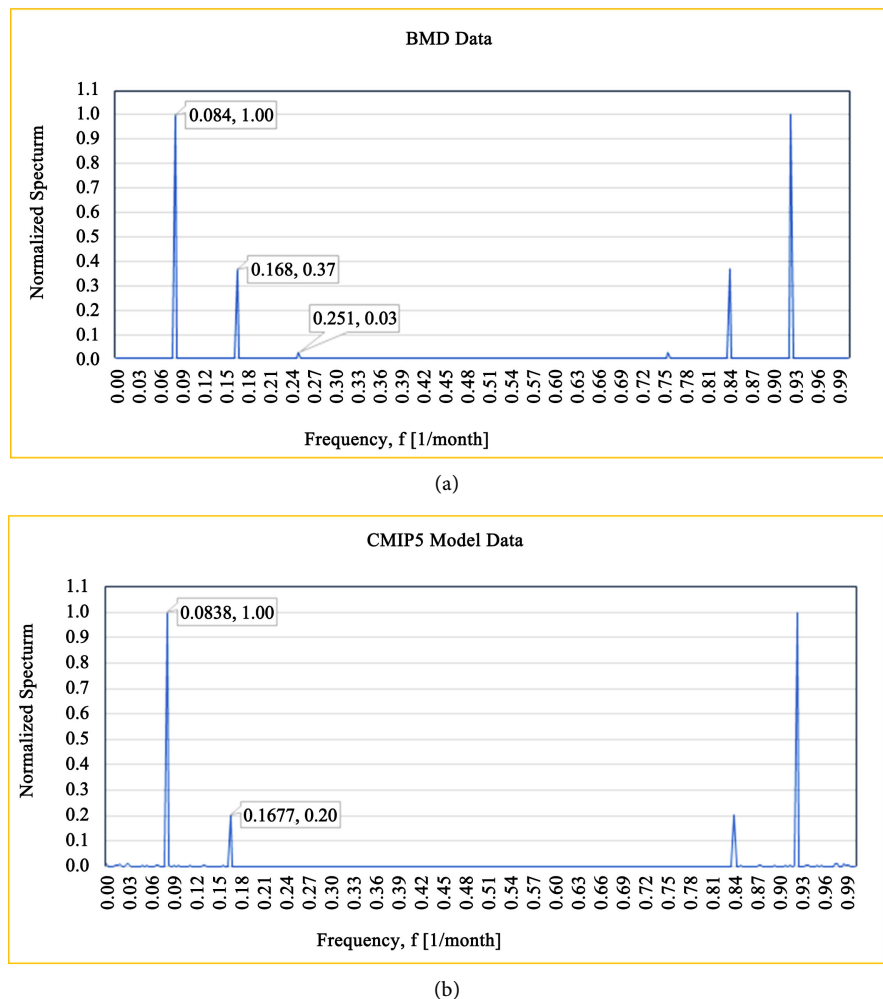 BMD Data
Normalized Specturm
1.1
1.0
0.9
0.8
0.7
0.6
0.5
0.4
0.3
0.2
0.1
0.0
0.084, 1.00
0.168, 0.37
0.251, 0.03
0.00 0.03 0.06 0.09 0.12 0.15 0.18 0.21 0.24 0.27 0.30 0.33 0.36 0.39 0.42 0.45 0.48 0.51 0.54 0.57 0.60 0.63 0.66 0.69 0.72 0.75 0.78 0.81 0.84 0.87 0.90 0.93 0.96 0.99
Frequency, f [1/month]
(a)
CMIP5 Model Data
Normalized Specturm
1.1
1.0
0.9
0.8
0.7
0.6
0.5
0.4
0.3
0.2
0.1
0.0
0.0838, 1.00
0.1677, 0.20
0.00 0.03 0.06 0.09 0.12 0.15 0.18 0.21 0.24 0.27 0.30 0.33 0.36 0.39 0.42 0.45 0.48 0.51 0.54 0.57 0.60 0.63 0.66 0.69 0.72 0.75 0.78 0.81 0.84 0.87 0.90 0.93 0.96 0.99
Frequency, f [1/month]
(b)